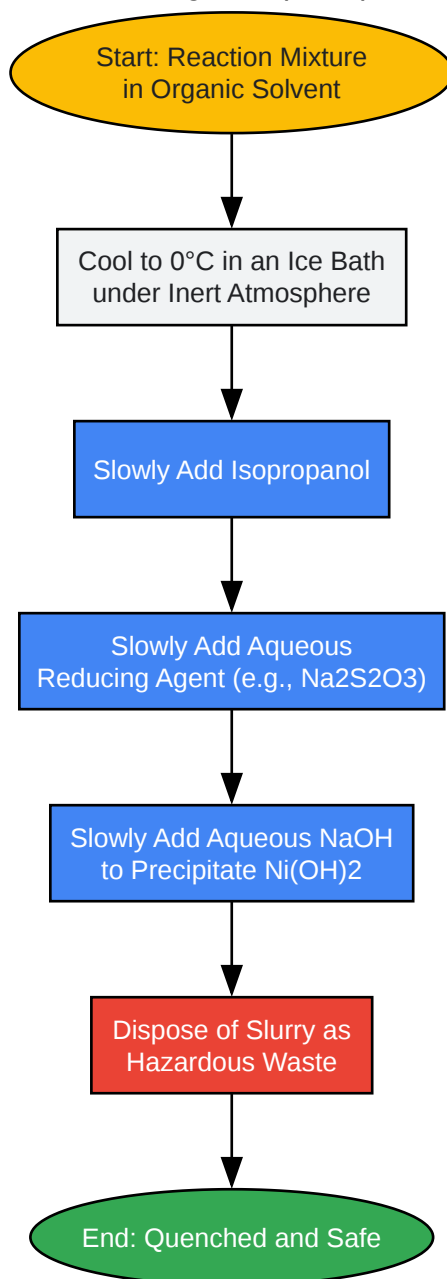 Start: Reaction Mixture
in Organic Solvent
Cool to 0°C in an Ice Bath
under Inert Atmosphere
Slowly Add Isopropanol
Slowly Add Aqueous
Reducing Agent (e.g., Na2S2O3)
Slowly Add Aqueous NaOH
to Precipitate Ni(OH)2
Dispose of Slurry as
Hazardous Waste
End: Quenched and Safe